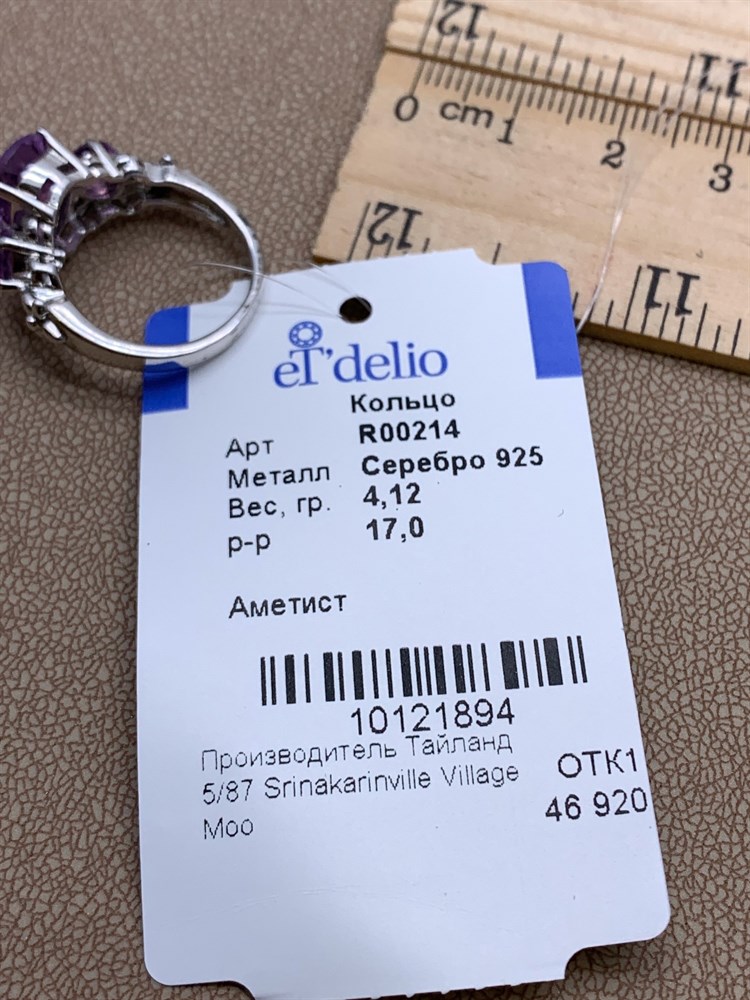 12 11
0 cm 1 2 3
12 11
eT'delio
Кольцо
Арт R00214
Металл Серебро 925
Вес, гр. 4,12
р-р 17,0
Аметист
10121894
Производитель Тайланд
5/87 Srinakarinville Village
Moo
ОТК1
46 920